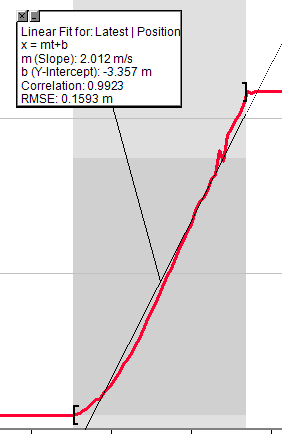 Linear Fit for: Latest | Position
x = mt+b
m (Slope): 2.012 m/s
b (Y-Intercept): -3.357 m
Correlation: 0.9923
RMSE: 0.1593 m